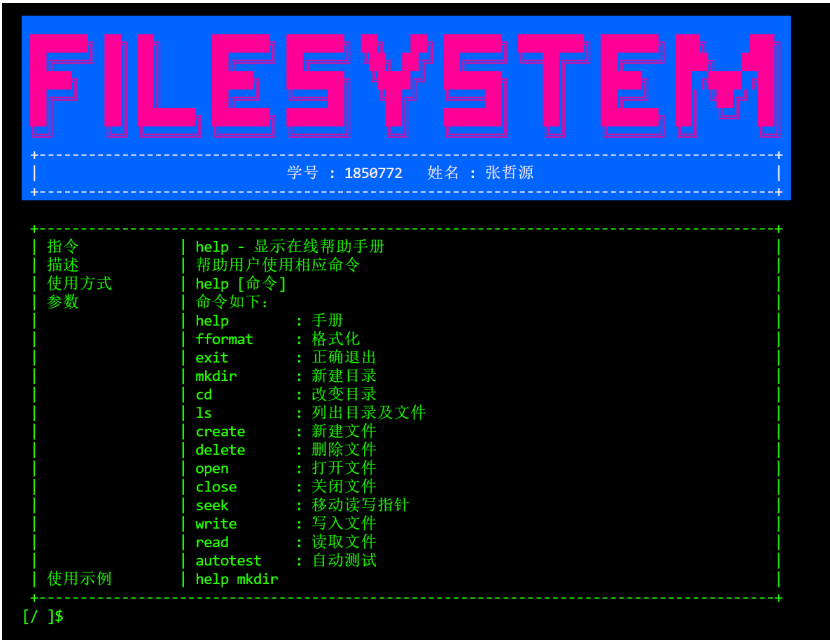 FILESYSTEM
学号 : 1850772 姓名 : 张哲源
指令 help - 显示在线帮助手册
描述 帮助用户使用相应命令
使用方式 help [命令]
参数 命令如下:
help : 手册
fformat : 格式化
exit : 正确退出
mkdir : 新建目录
cd : 改变目录
ls : 列出目录及文件
create : 新建文件
delete : 删除文件
open : 打开文件
close : 关闭文件
seek : 移动读写指针
write : 写入文件
read : 读取文件
autotest : 自动测试
使用示例 help mkdir
[/ ]$